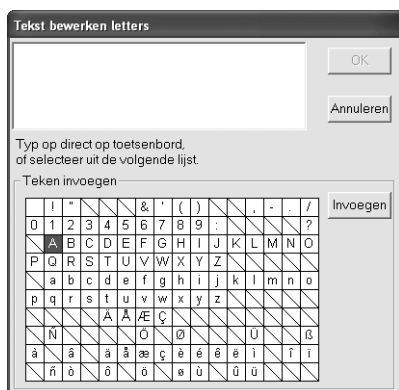 Tekst bewerken letters
OK
Annuleren
Typ op direct op toetsenbord,
of selecteer uit de volgende lijst.
Teken invoegen
Invoegen
! " & ' ( ) , - . /
0 1 2 3 4 5 6 7 8 9 : ?
A B C D E F G H I J K L M N O
P Q R S T U V W X Y Z
a b c d e f g h i j k l m n o
p q r s t u v w x y z
Ä Å Æ Ç
Ñ Ö Ø Ü ß
à â ä å æ ç è é ê ë ì î ï
ñ ò ô ö ø ù û ü